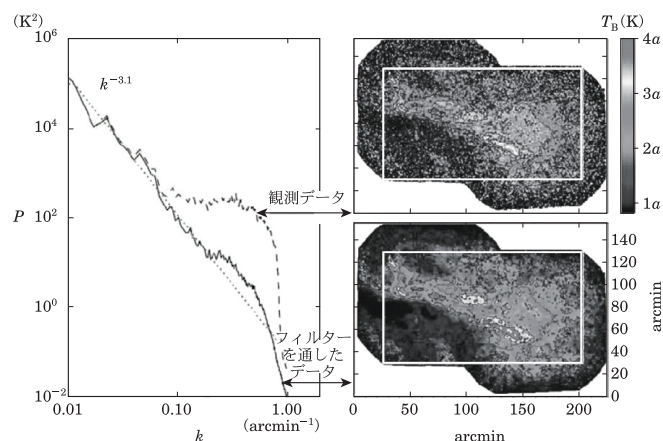 (K²)
10⁶
10⁴
10²
10⁰
10⁻²
P
k⁻³·¹
0.01
0.10
1.00
k
(arcmin⁻¹)
観測データ
フィルター
を通した
データ
T_B(K)
4a
3a
2a
1a
140
120
100
80
60
40
20
0
arcmin
0
50
100
150
200
arcmin